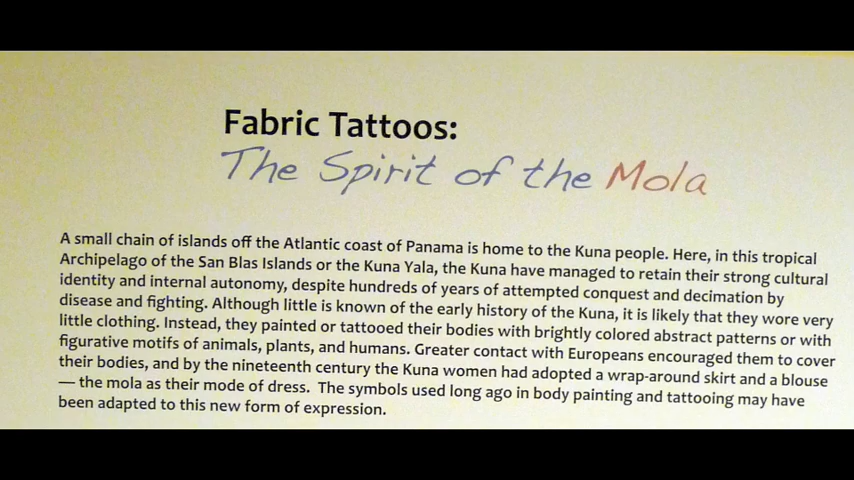 Fabric Tattoos:
The Spirit of the Mola
A small chain of islands off the Atlantic coast of Panama is home to the Kuna people. Here, in this tropical
Archipelago of the San Blas Islands or the Kuna Yala, the Kuna have managed to retain their strong cultural
identity and internal autonomy, despite hundreds of years of attempted conquest and decimation by
disease and fighting. Although little is known of the early history of the Kuna, it is likely that they wore very
little clothing. Instead, they painted or tattooed their bodies with brightly colored abstract patterns or with
figurative motifs of animals, plants, and humans. Greater contact with Europeans encouraged them to cover
their bodies, and by the nineteenth century the Kuna women had adopted a wrap-around skirt and a blouse
— the mola as their mode of dress. The symbols used long ago in body painting and tattooing may have
been adapted to this new form of expression.